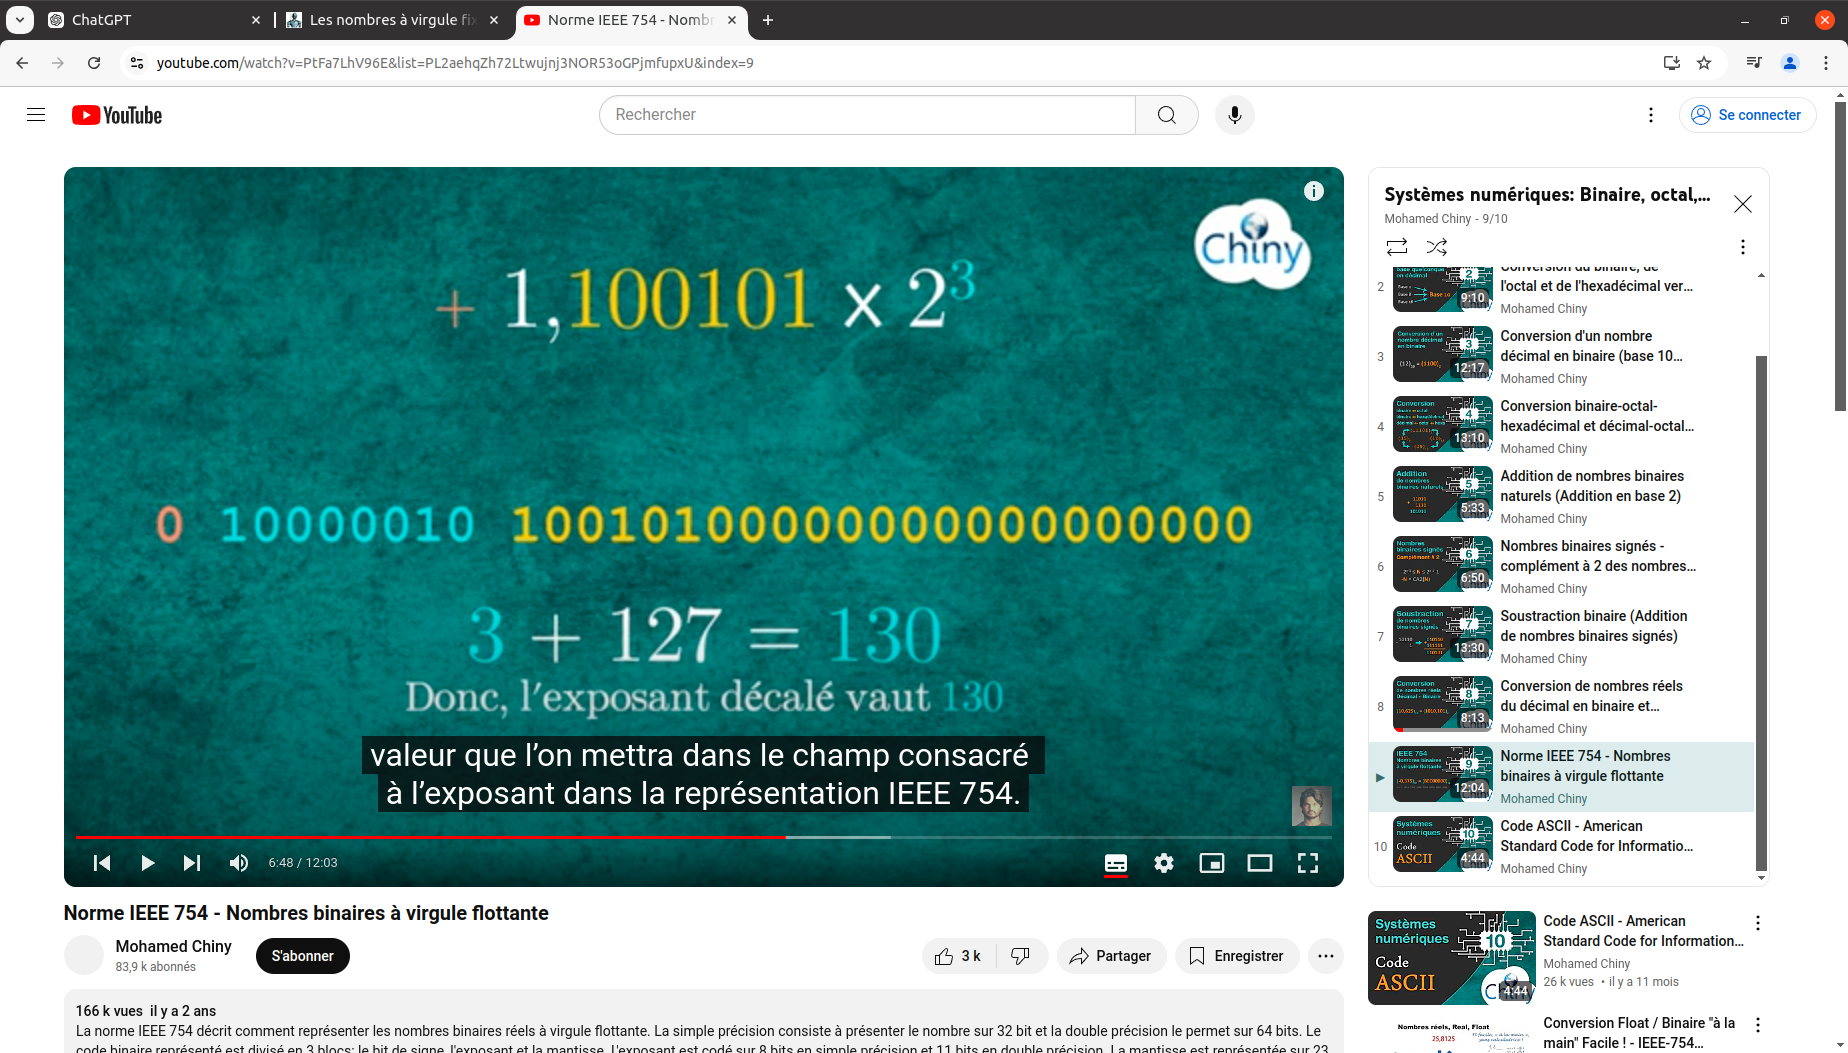 ChatGPT
Les nombres à virgule fi
Norme IEEE 754 - Nombr
youtube.com/watch?v=PtFa7LhV96E&list=PL2aehqZh72Ltwujnj3NOR53oGPjmfupxU&index=9
YouTube
Rechercher
Se connecter
Chiny
+ 1,100101 × 2³
0 10000010 10010100000000000000000
3 + 127 = 130
Donc, l'exposant décalé vaut 130
valeur que l’on mettra dans le champ consacré
à l’exposant dans la représentation IEEE 754.
6:48 / 12:03
Norme IEEE 754 - Nombres binaires à virgule flottante
Mohamed Chiny
83,9 k abonnés
S'abonner
3 k
Partager
Enregistrer
166 k vues il y a 2 ans
La norme IEEE 754 décrit comment représenter les nombres binaires réels à virgule flottante. La simple précision consiste à présenter le nombre sur 32 bit et la double précision le permet sur 64 bits. Le
code binaire représenté est divisé en 3 blocs: le bit de signe, l'exposant et la mantisse. L'exposant est codé sur 8 bits en simple précision et 11 bits en double précision. La mantisse est représentée sur 23
Systèmes numériques: Binaire, octal,...
Mohamed Chiny - 9/10
2
9:10
Conversion du binaire, de
l'octal et de l'hexadécimal ver...
Mohamed Chiny
3
12:17
Conversion d'un nombre
décimal en binaire (base 10...
Mohamed Chiny
4
13:10
Conversion binaire-octal-
hexadécimal et décimal-octal...
Mohamed Chiny
5
5:33
Addition de nombres binaires
naturels (Addition en base 2)
Mohamed Chiny
6
6:50
Nombres binaires signés -
complément à 2 des nombres...
Mohamed Chiny
7
13:30
Soustraction binaire (Addition
de nombres binaires signés)
Mohamed Chiny
8
8:13
Conversion de nombres réels
du décimal en binaire et...
Mohamed Chiny
12:04
Norme IEEE 754 - Nombres
binaires à virgule flottante
Mohamed Chiny
10
Systèmes
numériques
10
Code
ASCII
4:44
Code ASCII - American
Standard Code for Informatio...
Mohamed Chiny
Systèmes
numériques
10
Code
ASCII
4:44
Code ASCII - American
Standard Code for Information...
Mohamed Chiny
26 k vues • il y a 11 mois
Nombres réels, Real, Float
25,8125
Conversion Float / Binaire "à la
main" Facile ! - IEEE-754...